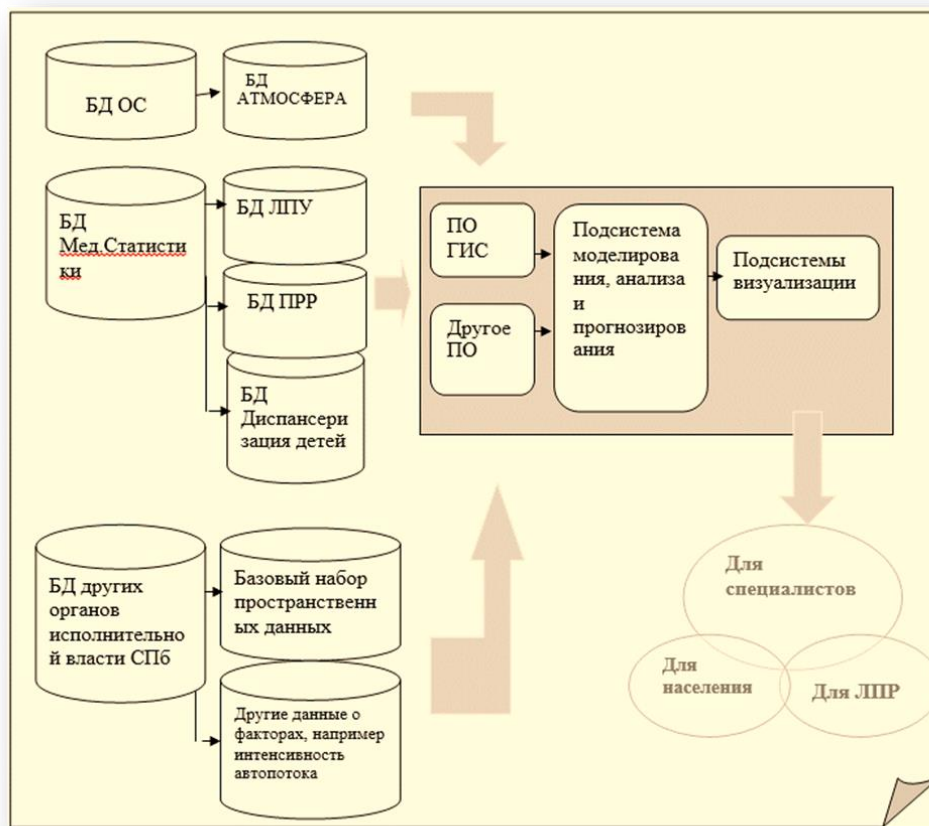 БД ОС
БД
АТМОСФЕРА
БД
Мед.Статисти
ки
БД ЛПУ
БД ПРР
БД
Диспансери
зация детей
БД других
органов
исполнительно
й власти СПб
Базовый набор
пространственн
ых данных
Другие данные о
факторах, например
интенсивность
автопотока
ПО
ГИС
Другое
ПО
Подсистема
моделирова
ния, анализа
и
прогнозиров
ания
Подсистемы
визуализации
Для
специалистов
Для
населения
Для ЛПР